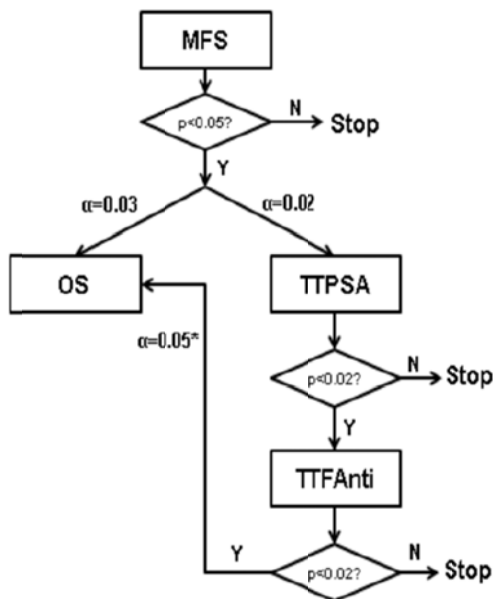 MFS
p<0.05?
N
Stop
Y
α=0.03
α=0.02
OS
TTPSA
α=0.05*
p<0.02?
N
Stop
Y
TTFAnti
Y
p<0.02?
N
Stop